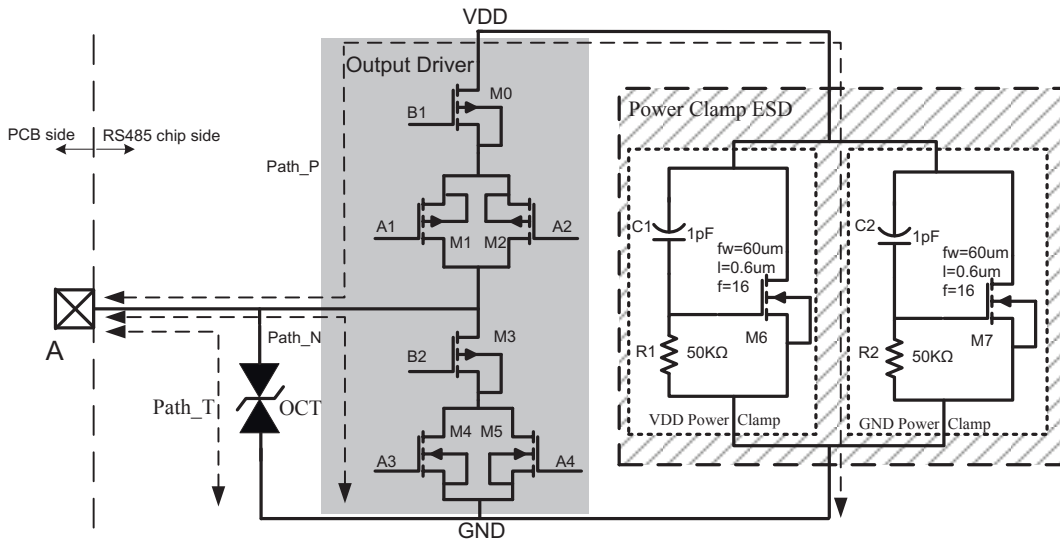 VDD
Output Driver
M0
B1
Power Clamp ESD
PCB side
RS485 chip side
Path_P
C1
1pF
C2
1pF
A1
M1
M2
A2
fw=60um
l=0.6um
f=16
fw=60um
l=0.6um
f=16
A
Path_N
M3
M6
M7
B2
R1
50KΩ
R2
50KΩ
Path_T
OCT
M4
M5
VDD Power Clamp
GND Power Clamp
A3
A4
GND